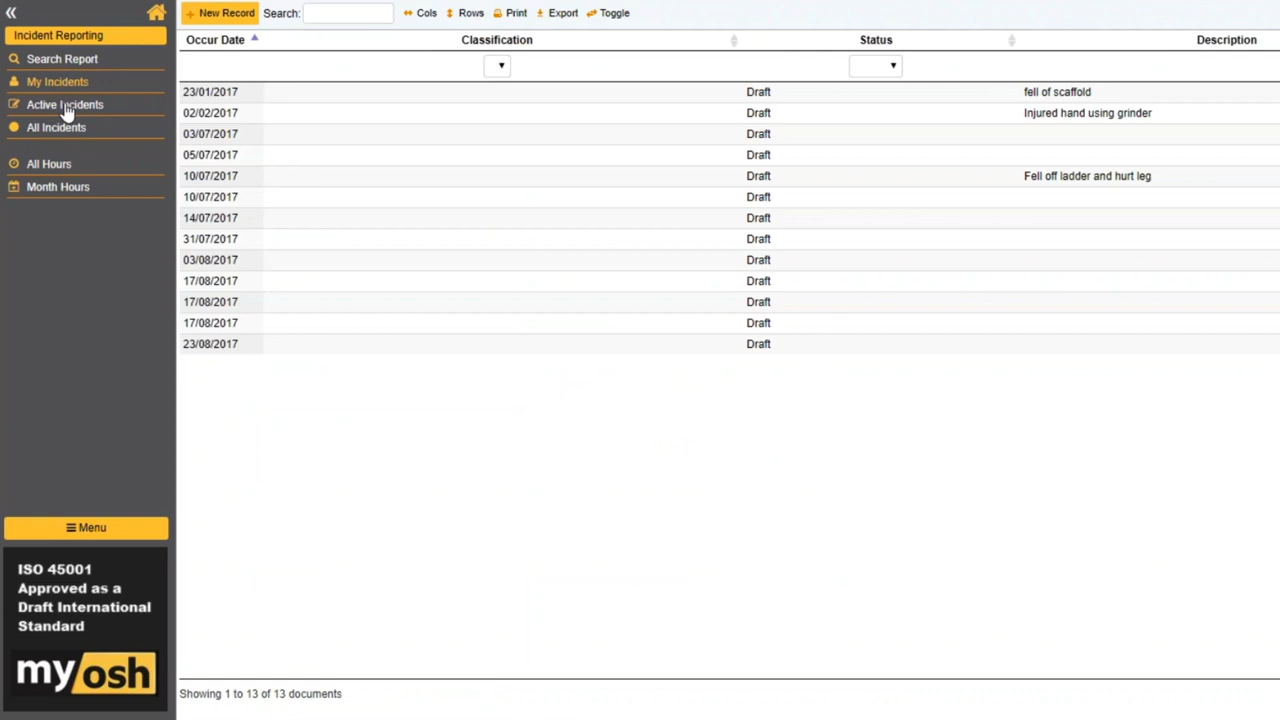 Incident Reporting
Search Report
My Incidents
Active Incidents
All Incidents
All Hours
Month Hours
Menu
ISO 45001
Approved as a
Draft International
Standard
my osh
New Record Search: Cols Rows Print Export Toggle
Occur Date Classification Status Description
23/01/2017 Draft fell of scaffold
02/02/2017 Draft Injured hand using grinder
03/07/2017 Draft
05/07/2017 Draft
10/07/2017 Draft Fell off ladder and hurt leg
10/07/2017 Draft
14/07/2017 Draft
31/07/2017 Draft
03/08/2017 Draft
17/08/2017 Draft
17/08/2017 Draft
17/08/2017 Draft
23/08/2017 Draft
Showing 1 to 13 of 13 documents